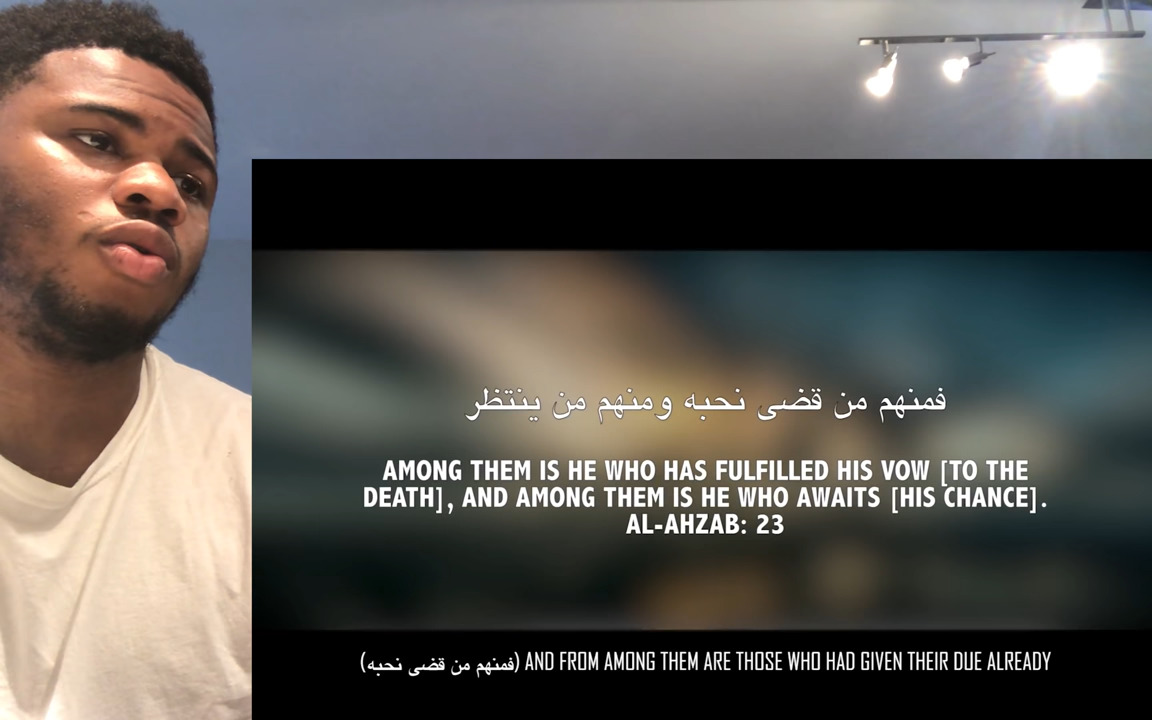 فمنهم من قضى نحبه ومنهم من ينتظر
AMONG THEM IS HE WHO HAS FULFILLED HIS VOW [TO THE
DEATH], AND AMONG THEM IS HE WHO AWAITS [HIS CHANCE].
AL-AHZAB: 23
(فمنهم من قضى نحبه) AND FROM AMONG THEM ARE THOSE WHO HAD GIVEN THEIR DUE ALREADY